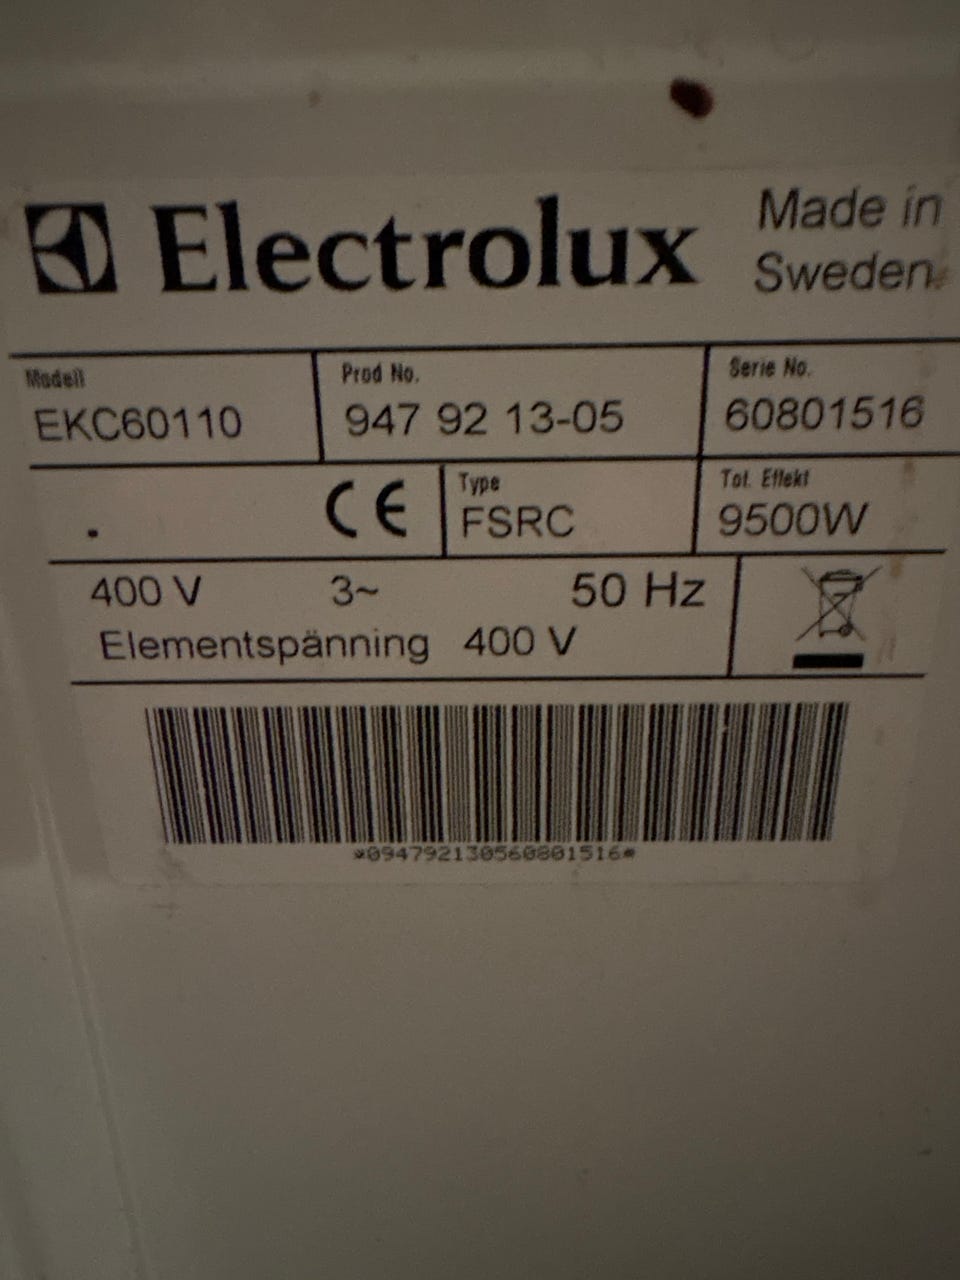 Electrolux
Made in
Sweden.
Modell
EKC60110
Prod No.
947 92 13-05
Serie No.
60801516
. CE
Type
FSRC
Tot. Effekt
9500W
400 V 3~ 50 Hz
Elementspänning 400 V
*094792130560801516*